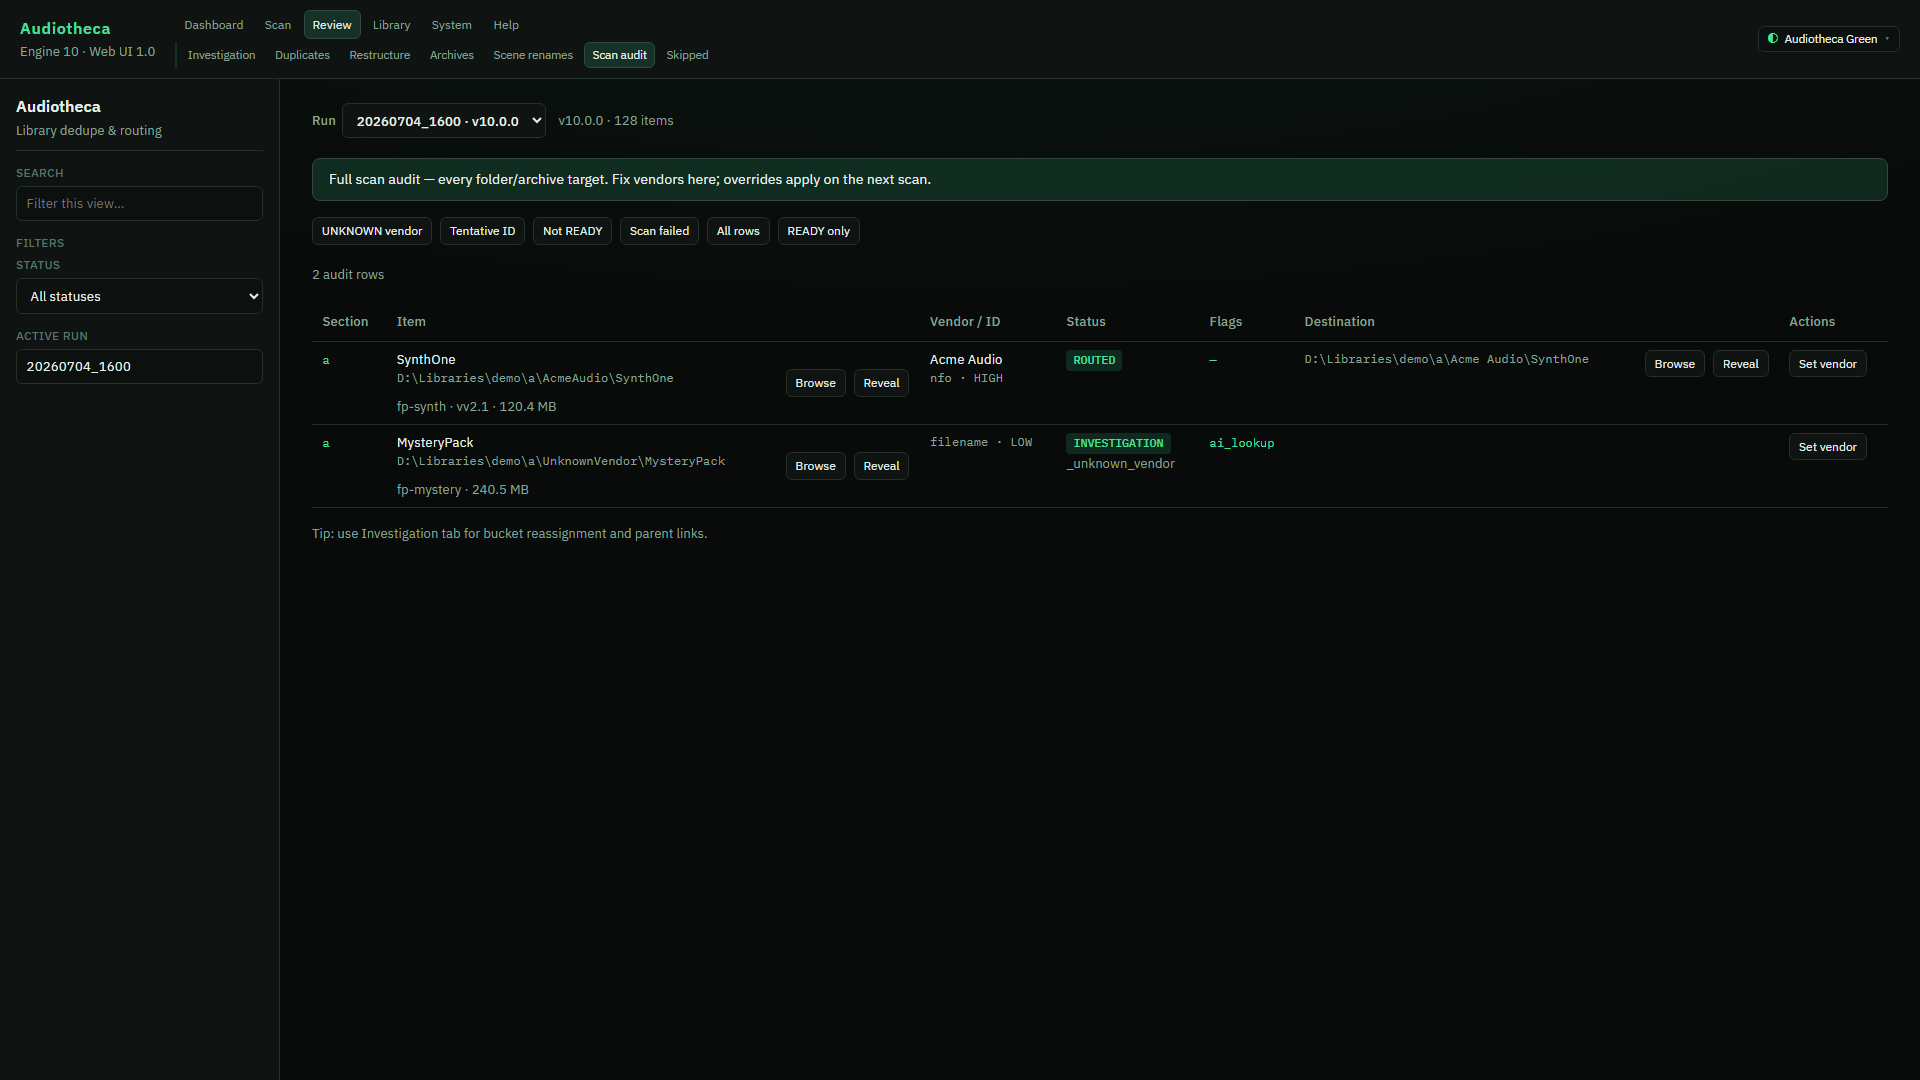 Audiotheca
Engine 10 · Web UI 1.0
Dashboard Scan Review Library System Help
Investigation Duplicates Restructure Archives Scene renames Scan audit Skipped
Audiotheca Green
Audiotheca
Library dedupe & routing
SEARCH
Filter this view...
FILTERS
STATUS
All statuses
ACTIVE RUN
20260704_1600
Run 20260704_1600 · v10.0.0 v10.0.0 · 128 items
Full scan audit — every folder/archive target. Fix vendors here; overrides apply on the next scan.
UNKNOWN vendor Tentative ID Not READY Scan failed All rows READY only
2 audit rows
Section Item Vendor / ID Status Flags Destination Actions
a SynthOne Acme Audio ROUTED — D:\Libraries\demo\a\Acme Audio\SynthOne Browse Reveal Set vendor
D:\Libraries\demo\a\AcmeAudio\SynthOne Browse Reveal nfo · HIGH
fp-synth · vv2.1 · 120.4 MB
a MysteryPack filename · LOW INVESTIGATION ai_lookup Set vendor
D:\Libraries\demo\a\UnknownVendor\MysteryPack Browse Reveal _unknown_vendor
fp-mystery · 240.5 MB
Tip: use Investigation tab for bucket reassignment and parent links.